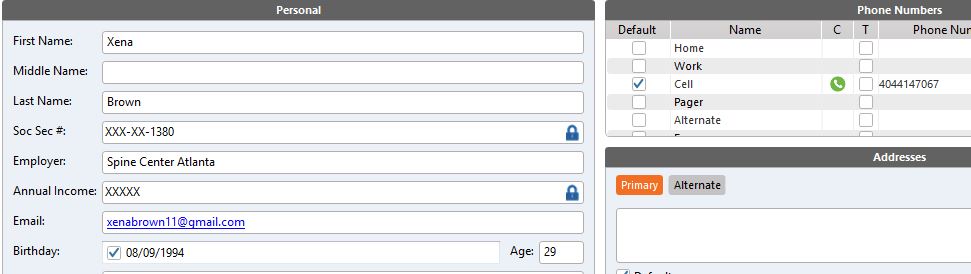 Personal
First Name: Xena
Middle Name:
Last Name: Brown
Soc Sec #: XXX-XX-1380
Employer: Spine Center Atlanta
Annual Income: XXXXX
Email: xenabrown11@gmail.com
Birthday: 08/09/1994 Age: 29
Phone Numbers
Default Name C T Phone Nun
Home
Work
Cell 4044147067
Pager
Alternate
Addresses
Primary Alternate